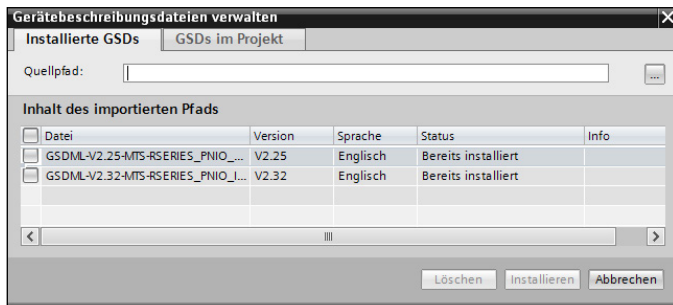 Gerätebeschreibungsdateien verwalten
Installierte GSDs GSDs im Projekt
Quellpfad:
...
Inhalt des importierten Pfads
Datei Version Sprache Status Info
GSDML-V2.25-MTS-RSERIES_PNIO_... V2.25 Englisch Bereits installiert
GSDML-V2.32-MTS-RSERIES_PNIO_I... V2.32 Englisch Bereits installiert
Löschen Installieren Abbrechen